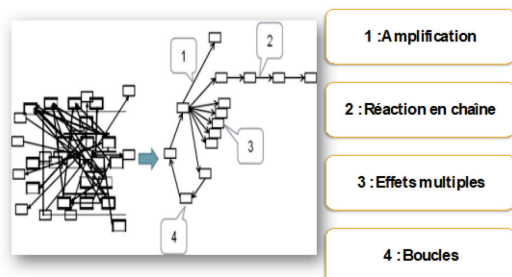 1
2
3
4
1 :Amplification
2 :Réaction en chaîne
3 :Effets multiples
4 :Boucles